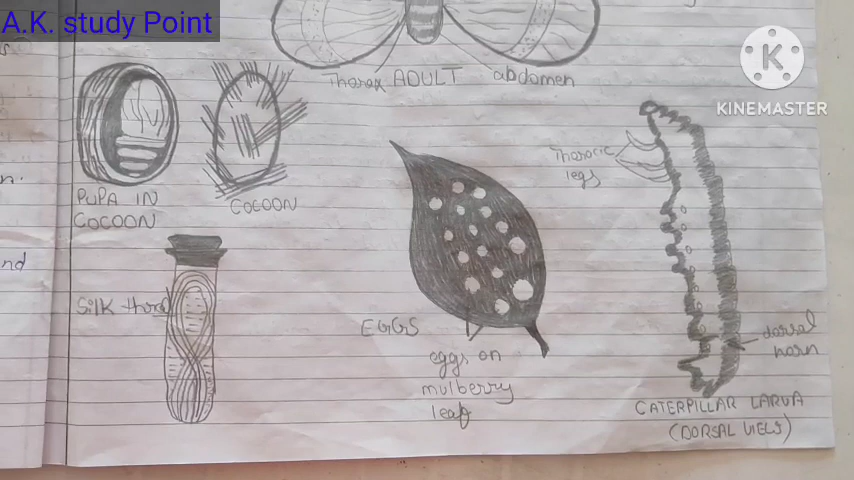 A.K. study Point
K
KINEMASTER
Thorax ADULT abdomen
PUPA IN
COCOON
COCOON
Thoracic
legs
n.
nd
Silk thread
EGGS
eggs on
mulberry
leaf
dorsal
horn
CATERPILLAR LARVA
(DORSAL VIEW)